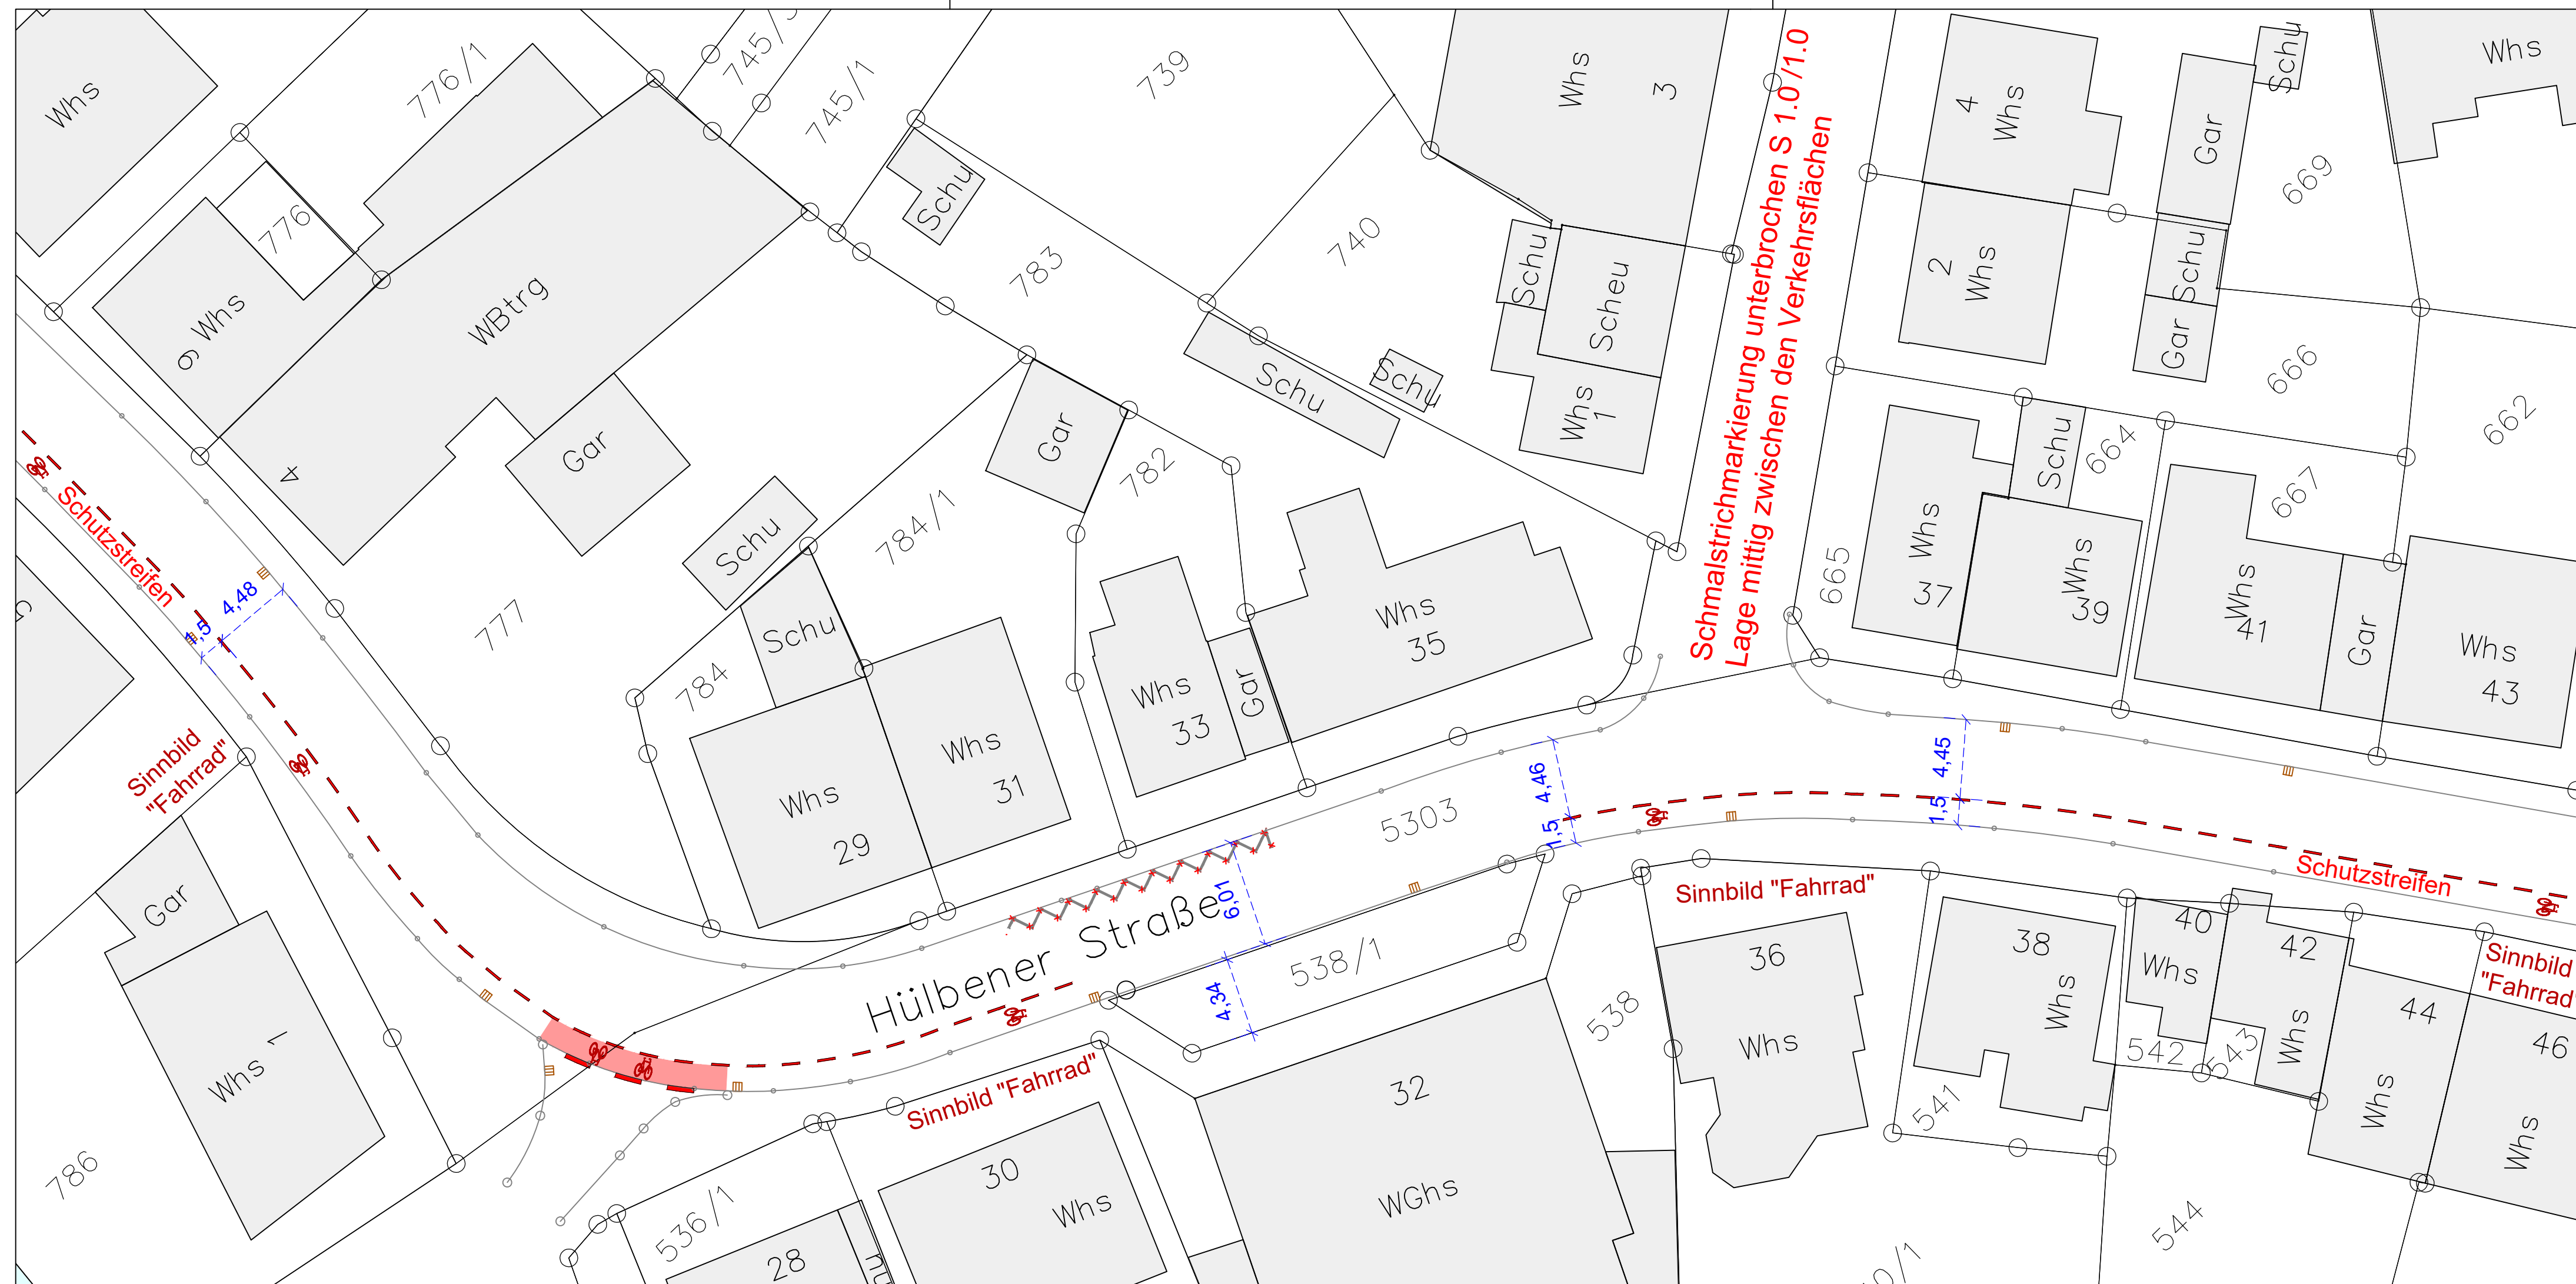 Whs
776/1
745/1
739
Whs
3
Schmalstrichmarkierung unterbrochen S 1.0 /1.0
Lage mittig zwischen den Verkehrsflächen
4
Whs
Gar
Schu
Whs
669
776
Schu
783
740
Schu
Scheu
2
Whs
Schu
Gar
666
662
6 Whs
WBtrg
4
Gar
Schu
Schu
Whs
1
Gar
782
784/1
Schu
Schu
664
667
665
Whs
37
Whs
39
Whs
41
Gar
Whs
43
Schutzstreifen
4,48
1,5
777
784
Schu
Whs
29
Whs
31
Whs
33
Gar
Whs
35
Sinnbild
"Fahrrad"
5303
4,46
1,5
4,45
1,5
Schutzstreifen
Hülbener Straße
6,01
4,34
538/1
Sinnbild "Fahrrad"
Sinnbild "Fahrrad"
Gar
Whs 1
786
536/1
28
30
Whs
32
WGhs
538
36
Whs
38
Whs
40
Whs
42
Whs
44
Whs
46
Whs
541
542
543
544
Sinnbild
"Fahrrad